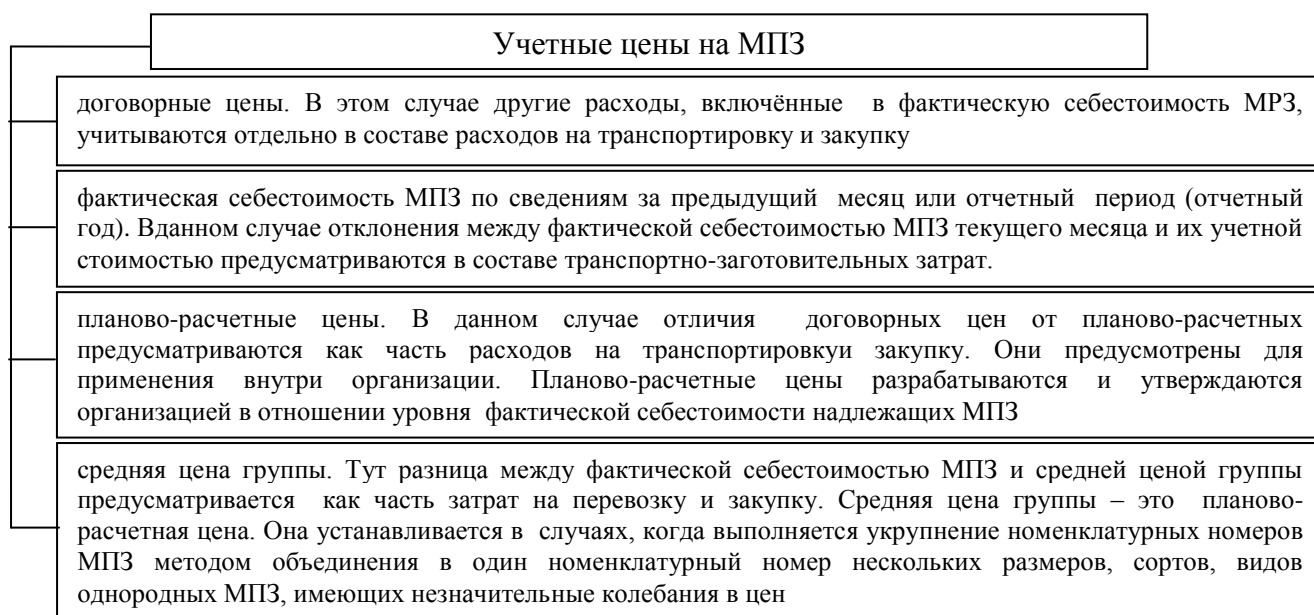 Учетные цены на МПЗ
договорные цены. В этом случае другие расходы, включённые в фактическую себестоимость МРЗ,
учитываются отдельно в составе расходов на транспортировку и закупку
фактическая себестоимость МПЗ по сведениям за предыдущий месяц или отчетный период (отчетный
год). Вданном случае отклонения между фактической себестоимостью МПЗ текущего месяца и их учетной
стоимостью предусматриваются в составе транспортно-заготовительных затрат.
планово-расчетные цены. В данном случае отличия договорных цен от планово-расчетных
предусматриваются как часть расходов на транспортировкуи закупку. Они предусмотрены для
применения внутри организации. Планово-расчетные цены разрабатываются и утверждаются
организацией в отношении уровня фактической себестоимости надлежащих МПЗ
средняя цена группы. Тут разница между фактической себестоимостью МПЗ и средней ценой группы
предусматривается как часть затрат на перевозку и закупку. Средняя цена группы – это планово-
расчетная цена. Она устанавливается в случаях, когда выполняется укрупнение номенклатурных номеров
МПЗ методом объединения в один номенклатурный номер нескольких размеров, сортов, видов
однородных МПЗ, имеющих незначительные колебания в цен